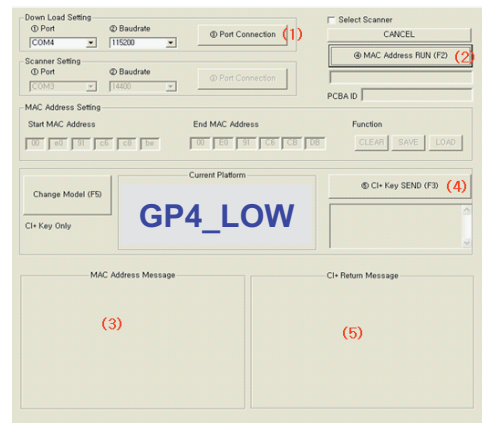 Down Load Setting
① Port ② Baudrate
COM4 115200
③ Port Connection (1)
Select Scanner
CANCEL
④ MAC Address RUN (F2) (2)
Scanner Setting
① Port ② Baudrate
COM3 14400
③ Port Connection
PCBA ID
MAC Address Setting
Start MAC Address End MAC Address Function
00 e0 91 c6 c8 be 00 E0 91 C6 CB DB CLEAR SAVE LOAD
Current Platform
Change Model (F5)
GP4_LOW
⑤ CI+ Key SEND (F3) (4)
CI+ Key Only
MAC Address Message CI+ Return Message
(3) (5)